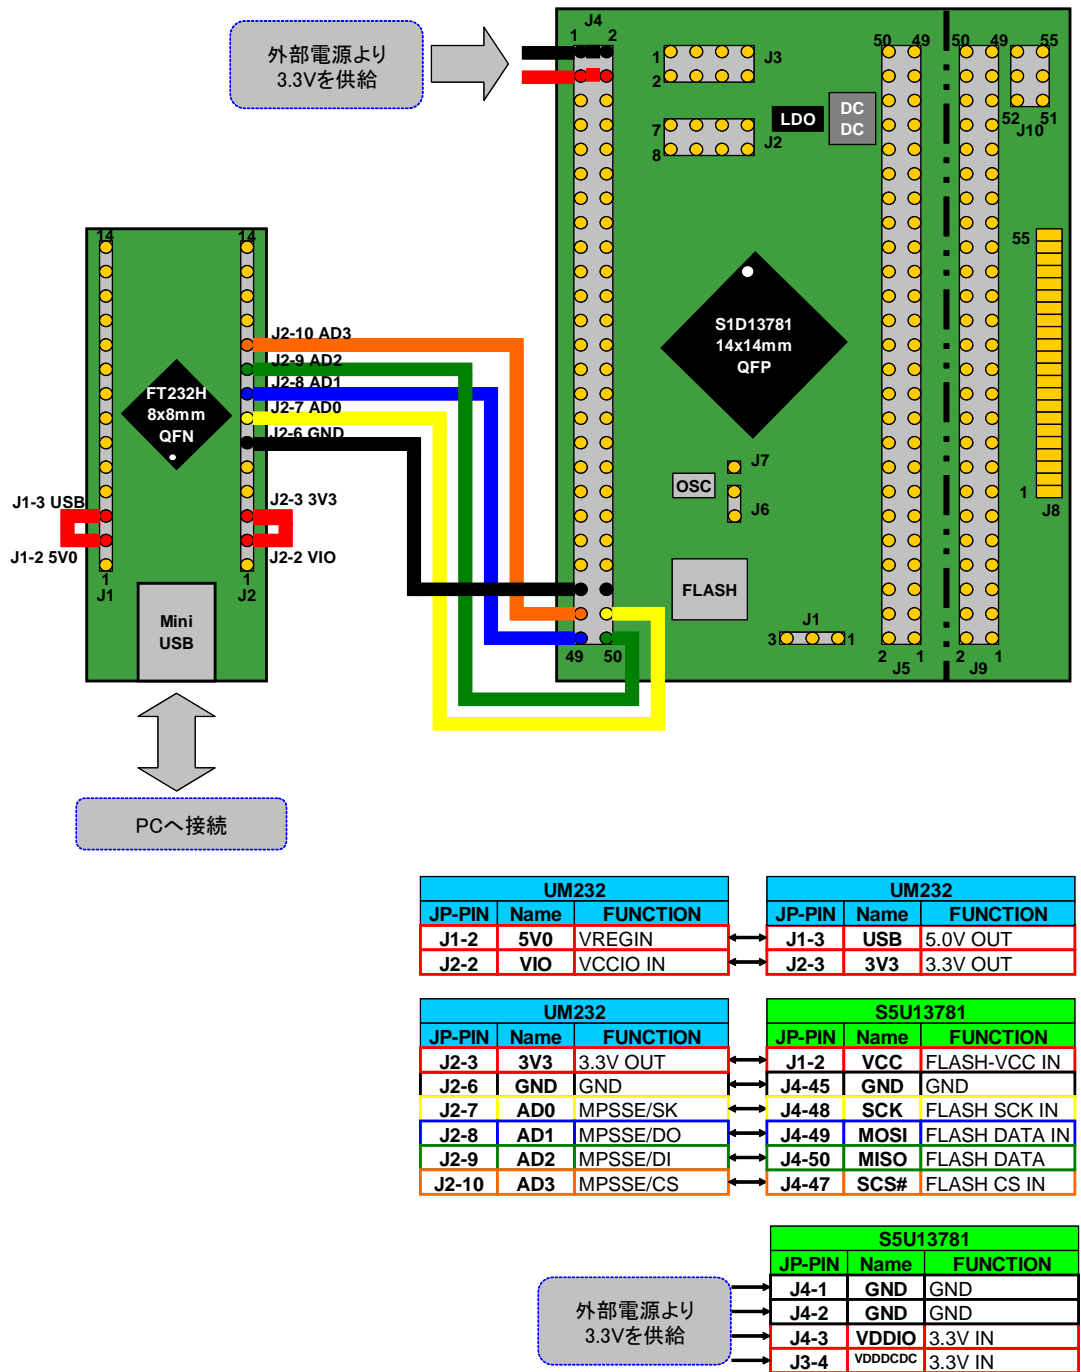 外部電源より
3.3Vを供給
J4
1 2
1
2
J3
7
8
J2
LDO
DC
DC
50 49
50 49
55
52 51
J10
14
14
J2-10 AD3
J2-9 AD2
J2-8 AD1
J2-7 AD0
J2-6 GND
FT232H
8x8mm
QFN
S1D13781
14x14mm
QFP
55
1
J8
J7
OSC
J6
J1-3 USB
J1-2 5V0
J2-3 3V3
J2-2 VIO
1
J1
1
J2
Mini
USB
FLASH
J1
3 1
49 50
2 1
J5
2 1
J9
PCへ接続
UM232 UM232
JP-PIN Name FUNCTION JP-PIN Name FUNCTION
J1-2 5V0 VREGIN J1-3 USB 5.0V OUT
J2-2 VIO VCCIO IN J2-3 3V3 3.3V OUT
UM232 S5U13781
JP-PIN Name FUNCTION JP-PIN Name FUNCTION
J2-3 3V3 3.3V OUT J1-2 VCC FLASH-VCC IN
J2-6 GND GND J4-45 GND GND
J2-7 AD0 MPSSE/SK J4-48 SCK FLASH SCK IN
J2-8 AD1 MPSSE/DO J4-49 MOSI FLASH DATA IN
J2-9 AD2 MPSSE/DI J4-50 MISO FLASH DATA
J2-10 AD3 MPSSE/CS J4-47 SCS# FLASH CS IN
S5U13781
JP-PIN Name FUNCTION
外部電源より
3.3Vを供給
J4-1 GND GND
J4-2 GND GND
J4-3 VDDIO 3.3V IN
J3-4 VDDDCDC 3.3V IN